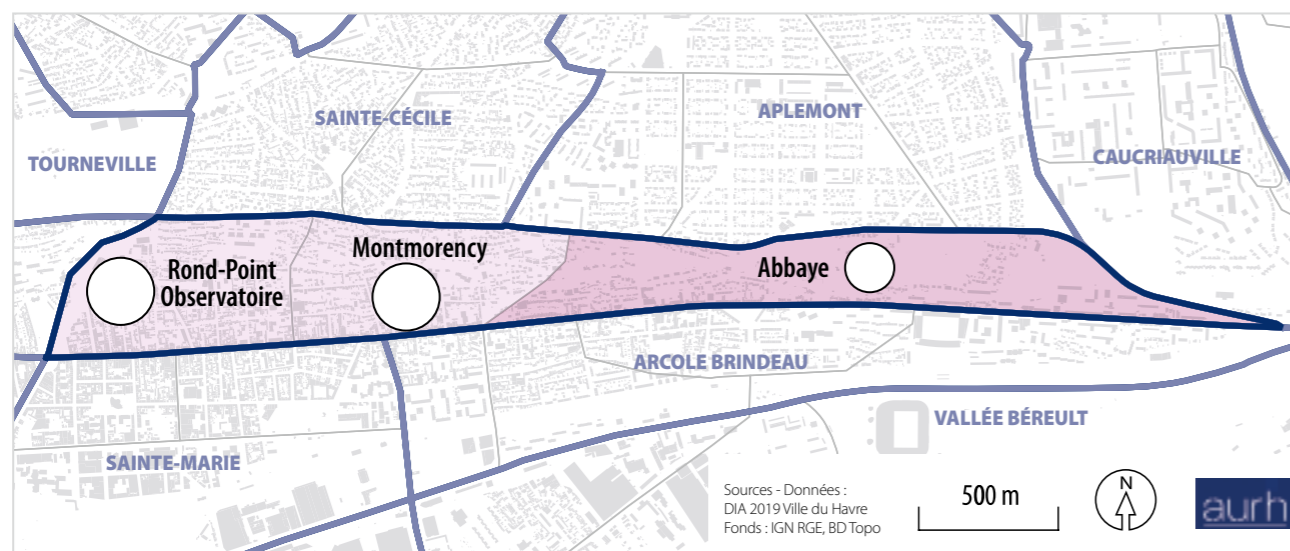 SAINTE-CÉCILE
APLEMONT
TOURNEVILLE
CAUCRIAUVILLE
Montmorency
Rond-Point
Observatoire
Abbaye
ARCOLE BRINDEAU
VALLÉE BÉREULT
SAINTE-MARIE
Sources - Données :
DIA 2019 Ville du Havre
Fonds : IGN RGE, BD Topo
500 m
N
aurh